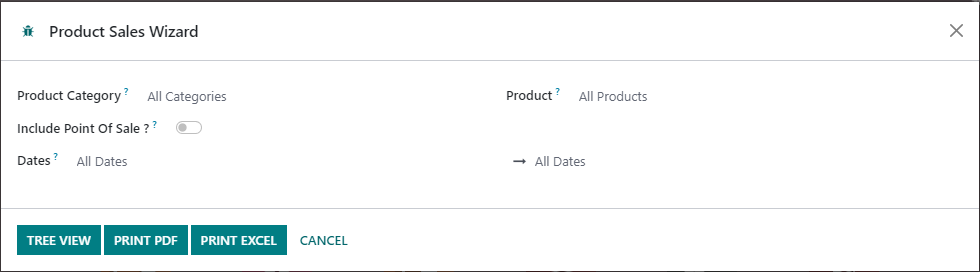 Product Sales Wizard
Product Category ? All Categories Product ? All Products
Include Point Of Sale ? ?
Dates ? All Dates → All Dates
TREE VIEW PRINT PDF PRINT EXCEL CANCEL